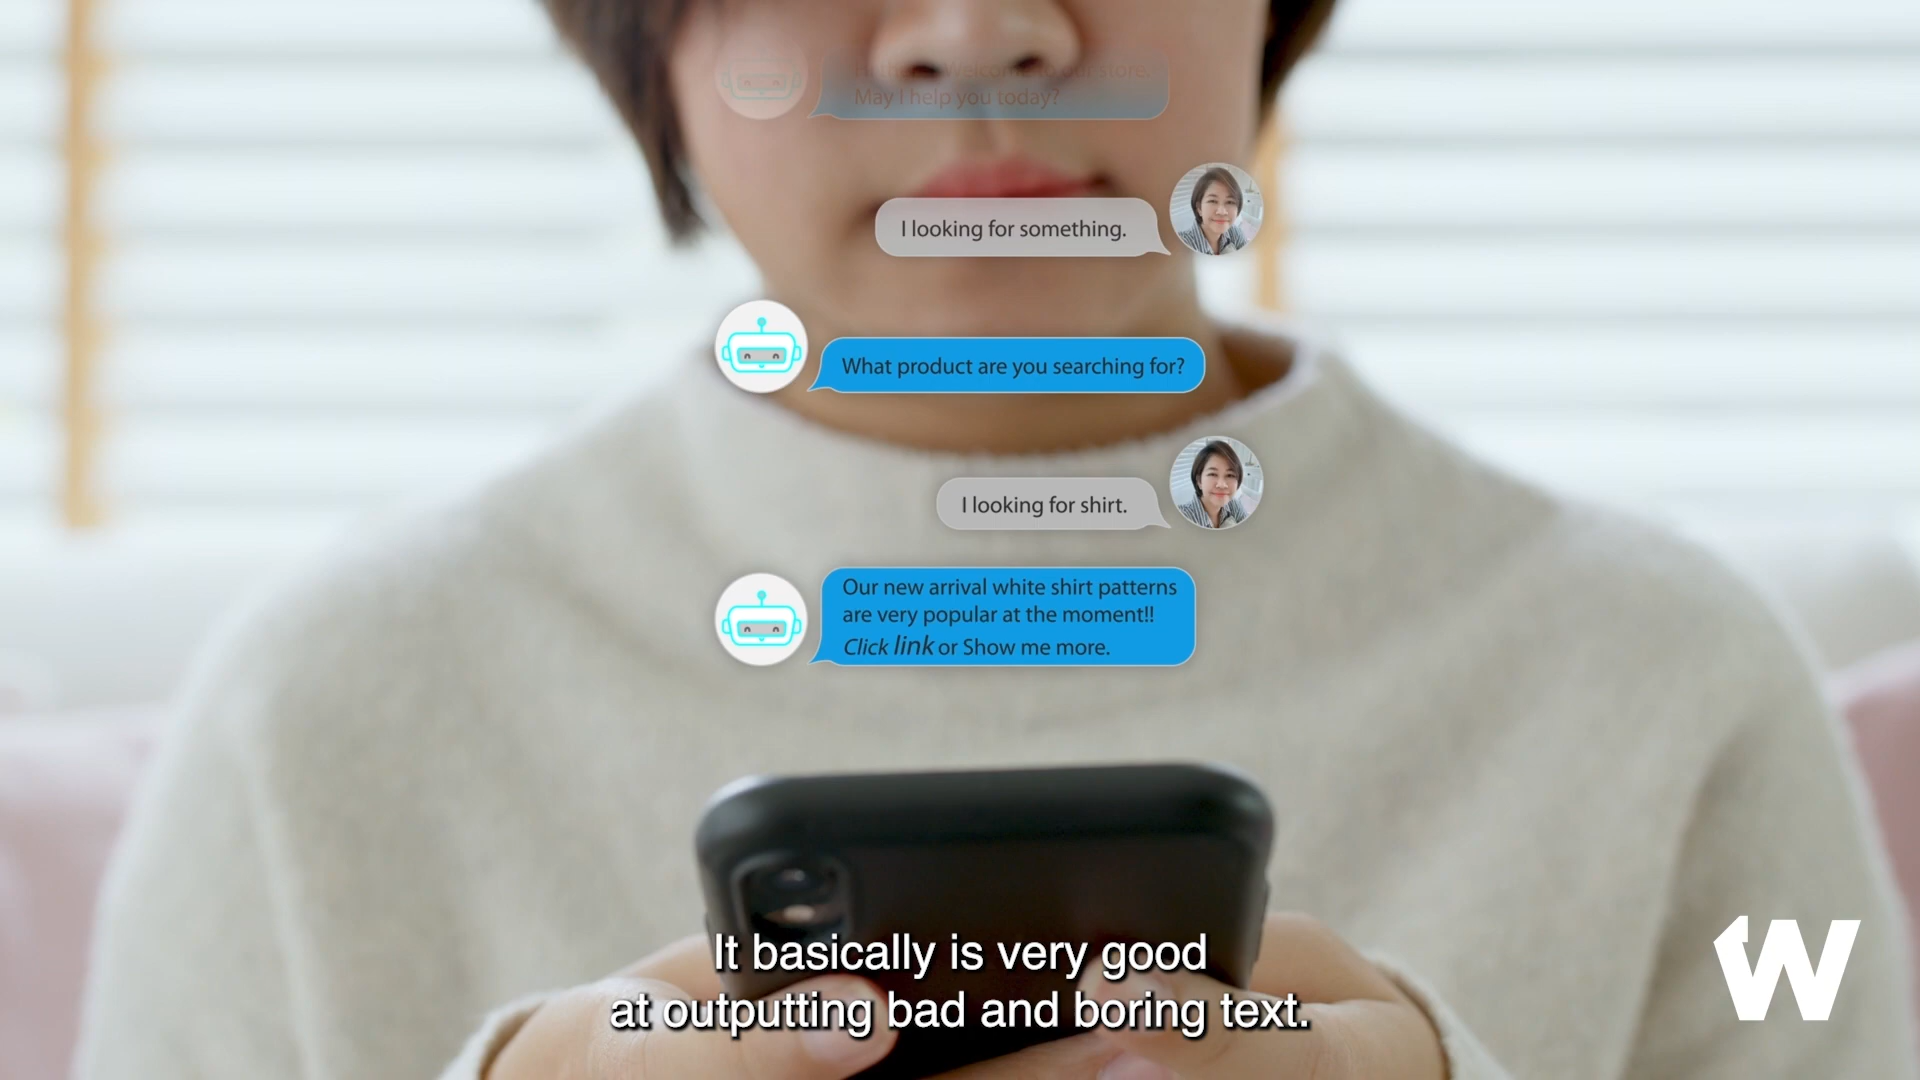 May I help you today?
I looking for something.
What product are you searching for?
I looking for shirt.
Our new arrival white shirt patterns
are very popular at the moment!!
Click link or Show me more.
It basically is very good
at outputting bad and boring text.
W